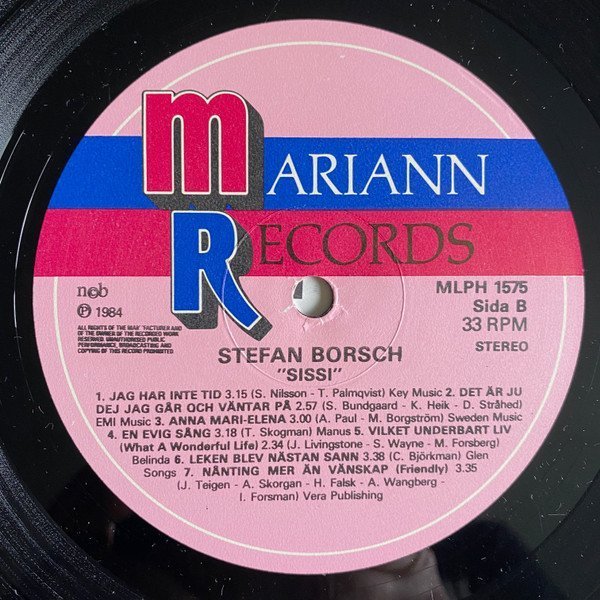 MARIANN
RECORDS
ncb
Ⓟ 1984
ALL RIGHTS OF THE MANUFACTURER AND
OF THE OWNER OF THE RECORDED WORK
RESERVED. UNAUTHORISED PUBLIC
PERFORMANCE, BROADCASTING AND
COPYING OF THIS RECORD PROHIBITED
MLPH 1575
Sida B
33 RPM
STEREO
STEFAN BORSCH
"SISSI"
1. JAG HAR INTE TID 3.15 (S. Nilsson - T. Palmqvist) Key Music 2. DET ÄR JU
DEJ JAG GÅR OCH VÄNTAR PÅ 2.57 (S. Bundgaard - K. Heik - D. Stråhed)
EMI Music 3. ANNA MARI-ELENA 3.00 (A. Paul - M. Borgström) Sweden Music
4. EN EVIG SÅNG 3.18 (T. Skogman) Manus 5. VILKET UNDERBART LIV
(What A Wonderful Life) 2.34 (J. Livingstone - S. Wayne - M. Forsberg)
Belinda 6. LEKEN BLEV NÄSTAN SANN 3.38 (C. Björkman) Glen
Songs 7. NÅNTING MER ÄN VÄNSKAP (Friendly) 3.35
(J. Teigen - A. Skorgan - H. Falsk - A. Wangberg -
I. Forsman) Vera Publishing